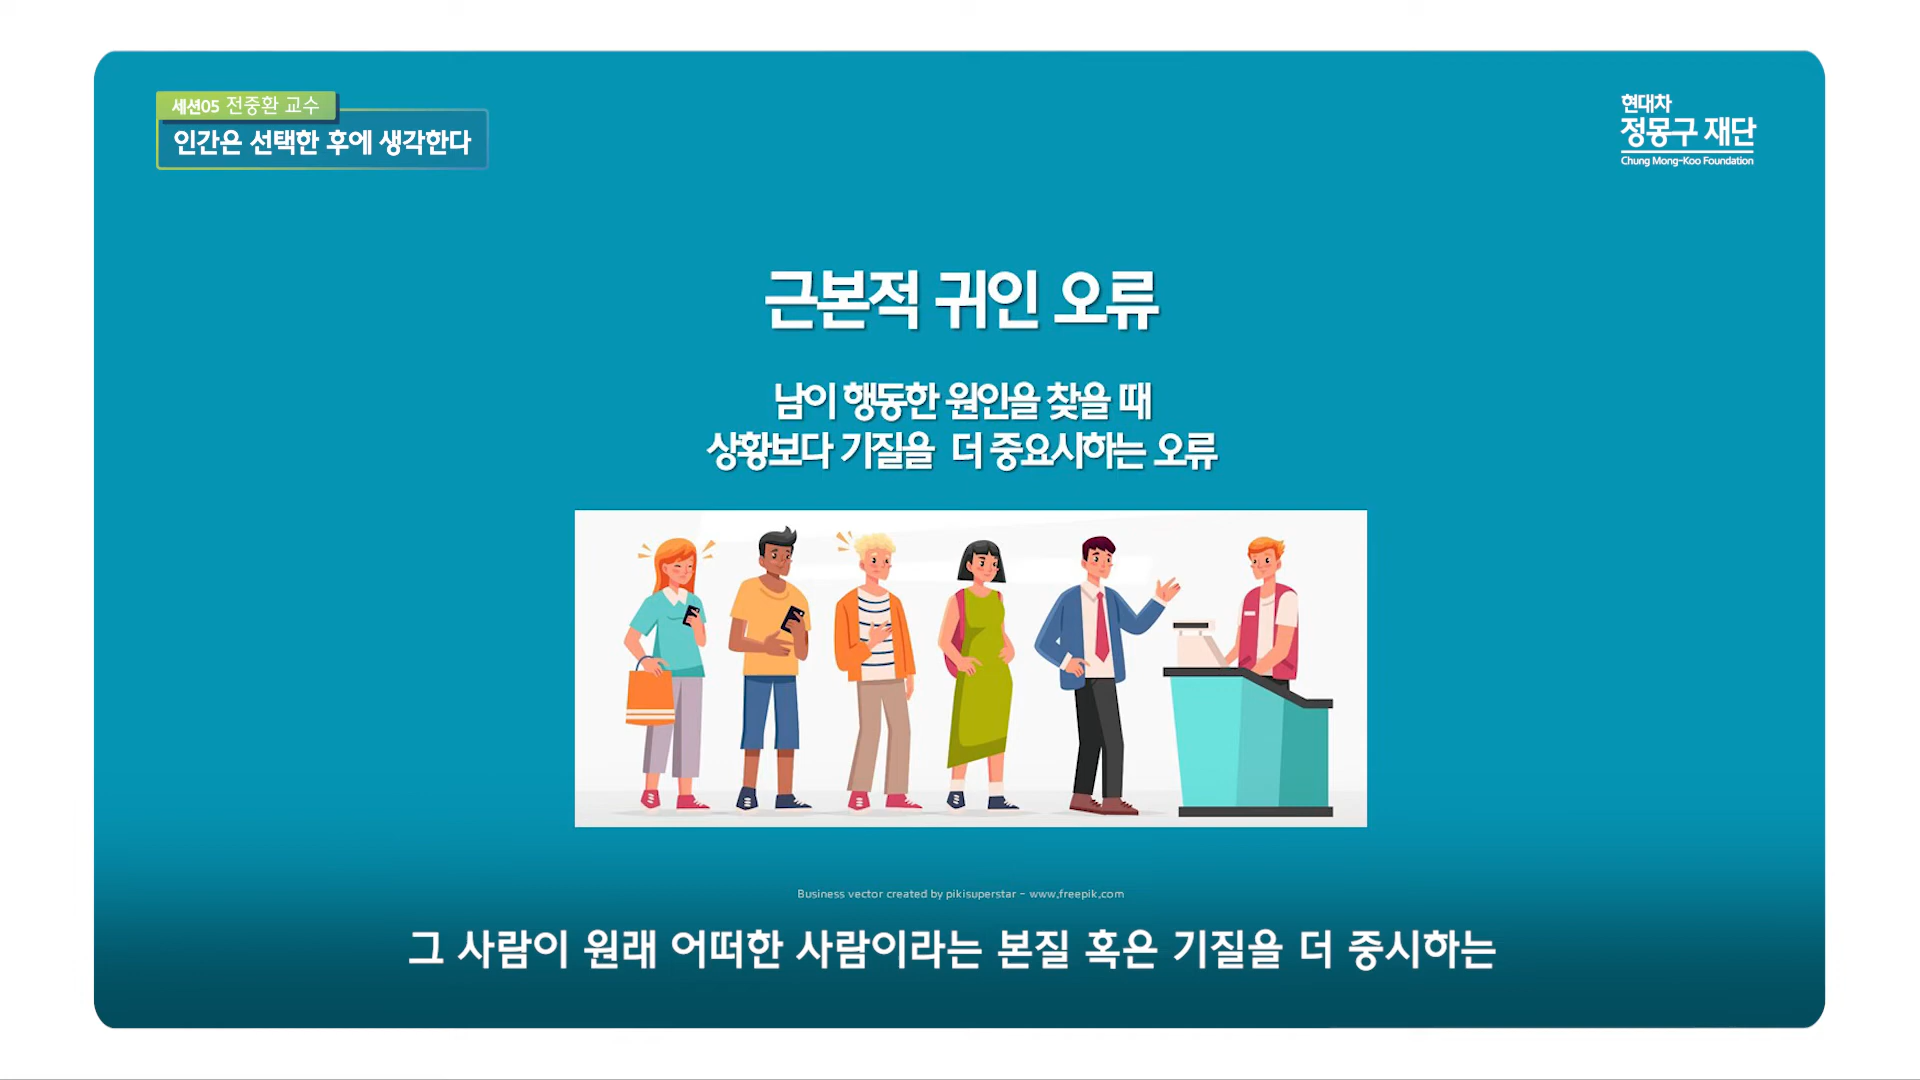 세션05 전중환 교수
인간은 선택한 후에 생각한다
현대차
정몽구 재단
Chung Mong-Koo Foundation
근본적 귀인 오류
남이 행동한 원인을 찾을 때
상황보다 기질을 더 중요시하는 오류
Business vector created by pikisuperstar - www.freepik.com
그 사람이 원래 어떠한 사람이라는 본질 혹은 기질을 더 중시하는